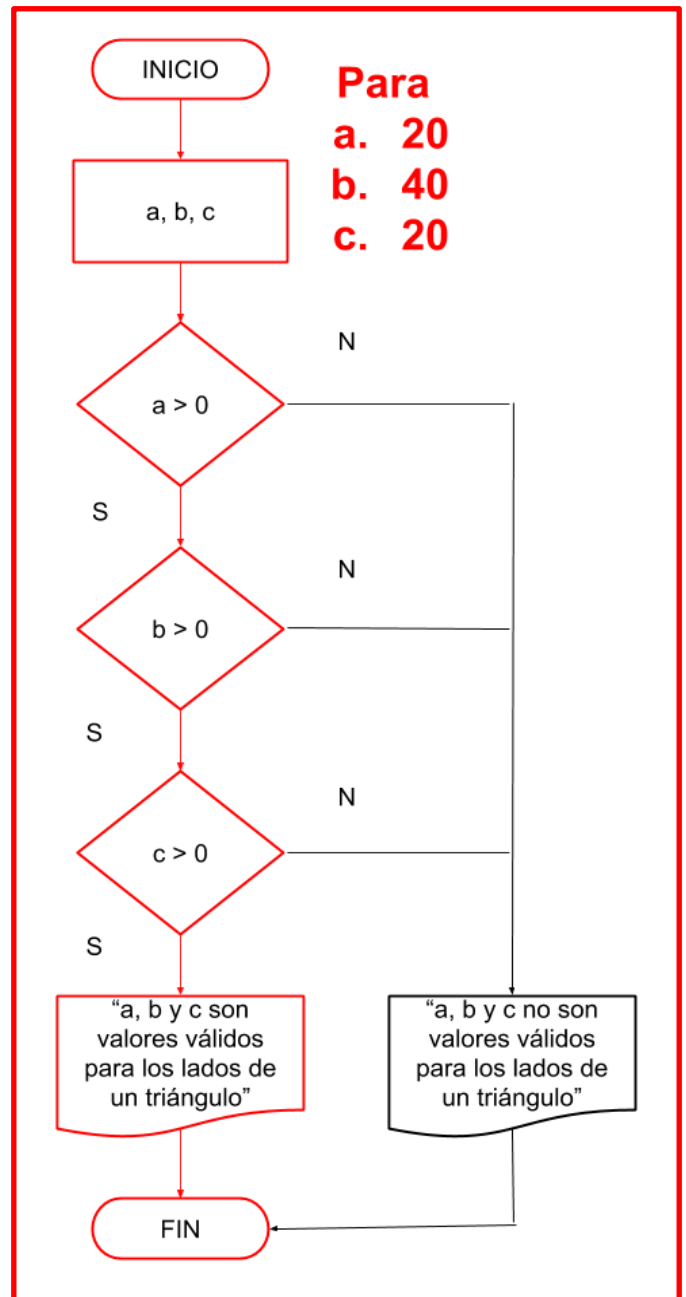 INICIO
Para
a. 20
b. 40
c. 20
a, b, c
N
a > 0
S
N
b > 0
S
N
c > 0
S
“a, b y c son
valores válidos
para los lados de
un triángulo”
“a, b y c no son
valores válidos
para los lados de
un triángulo”
FIN